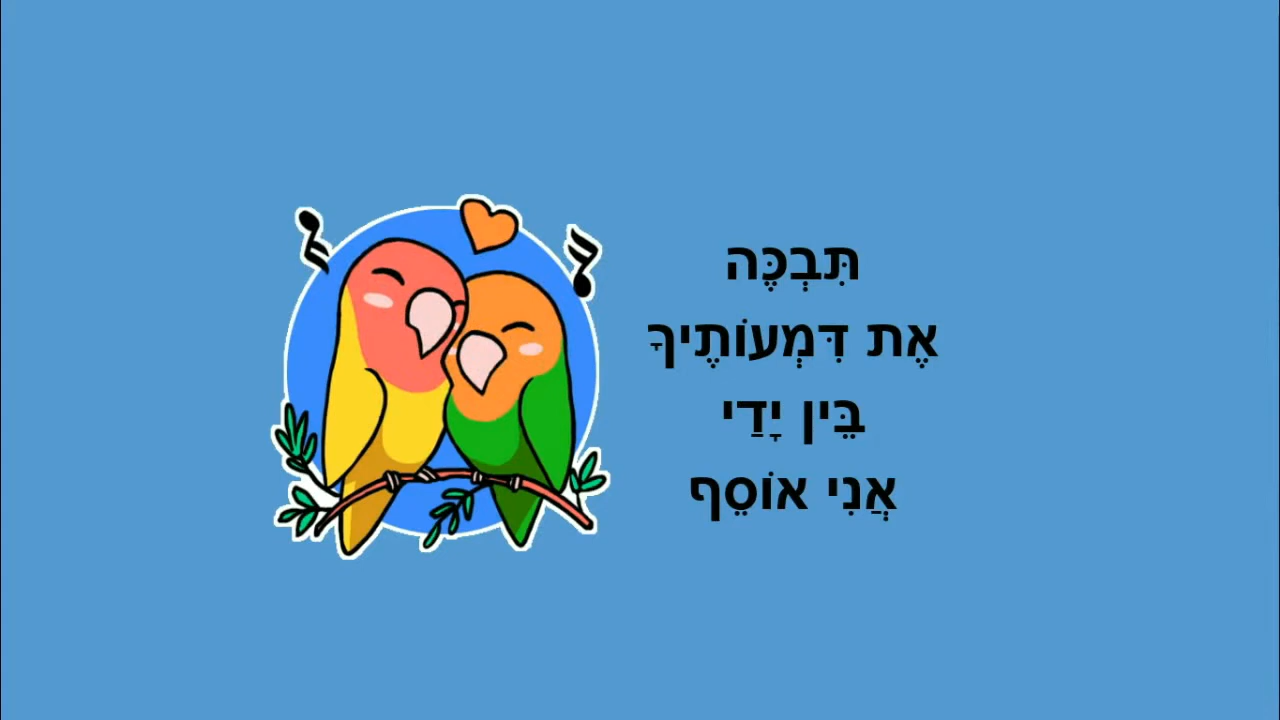 תִּבְכֶּה
אֶת דִּמְעוֹתֶיךָ
בֵּין יָדַי
אֲנִי אוֹסֵף